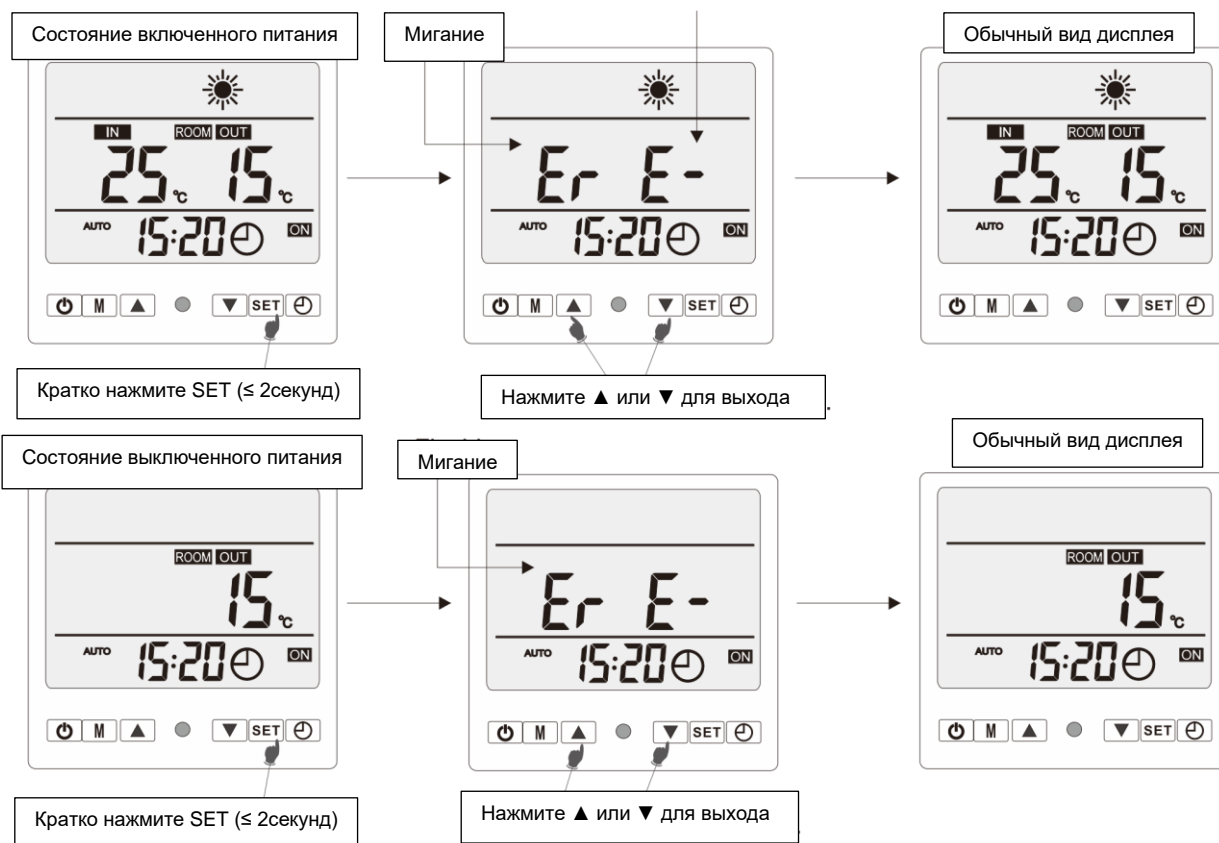 Состояние включенного питания
Мигание
Обычный вид дисплея
IN ROOM OUT
25 °C 15 °C
AUTO 15:20 ON
M ▲ ▼ SET
Er E-
AUTO 15:20 ON
M ▲ ▼ SET
IN ROOM OUT
25 °C 15 °C
AUTO 15:20 ON
M ▲ ▼ SET
Кратко нажмите SET (≤ 2секунд)
Нажмите ▲ или ▼ для выхода
.
Состояние выключенного питания
Мигание
Обычный вид дисплея
ROOM OUT
15 °C
AUTO 15:20 ON
M ▲ ▼ SET
Er E-
AUTO 15:20 ON
M ▲ ▼ SET
ROOM OUT
15 °C
AUTO 15:20 ON
M ▲ ▼ SET
Кратко нажмите SET (≤ 2секунд)
Нажмите ▲ или ▼ для выхода
.